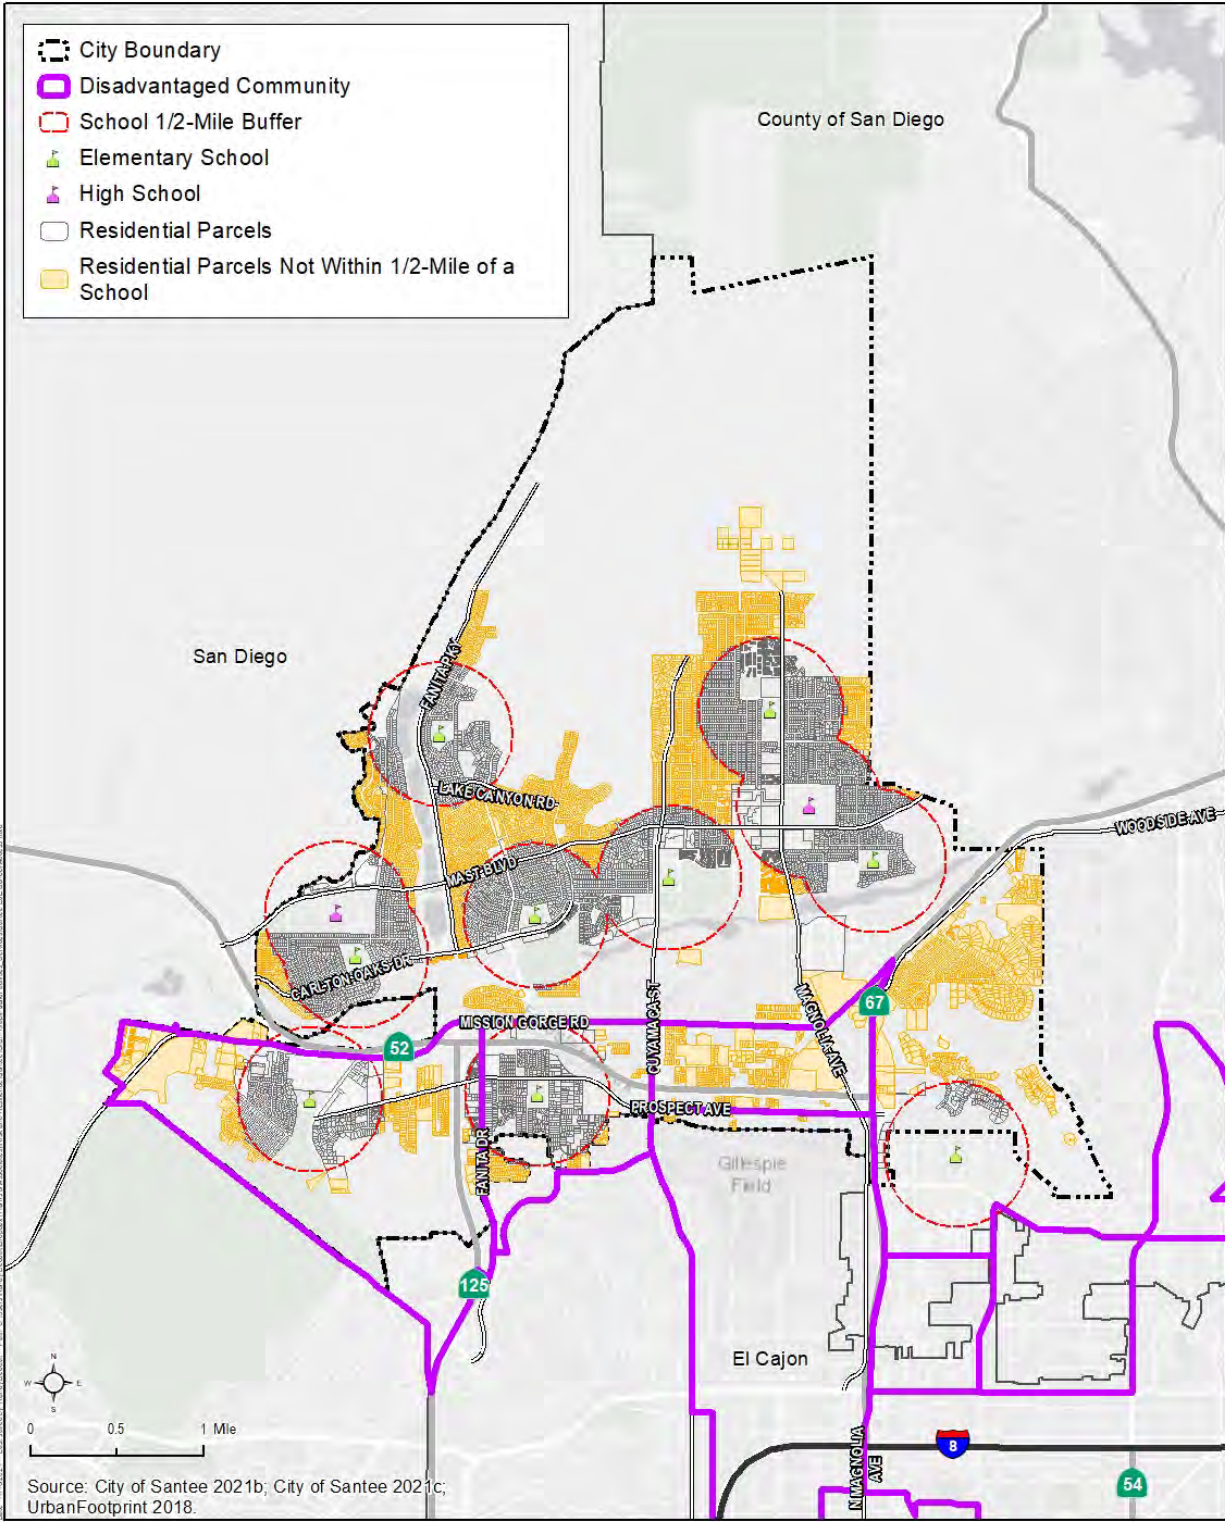 City Boundary
Disadvantaged Community
School 1/2-Mile Buffer
Elementary School
High School
Residential Parcels
Residential Parcels Not Within 1/2-Mile of a
School
County of San Diego
San Diego
FANITA PKY
LAKE CANYON RD
WOODSIDE AVE
MAST BLVD
CARLTON OAKS DR
67
MISSION GORGE RD
CUYAMACA ST
MAGNOLIA AVE
52
PROSPECT AVE
FANITA DR
Gillespie
Field
125
El Cajon
N
W E
S
0 0.5 1 Mile
N MAGNOLIA
AVE
8
54
Source: City of Santee 2021b; City of Santee 2021c;
UrbanFootprint 2018.